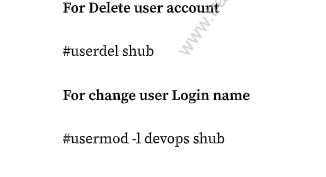 For Delete user account
#userdel shub
For change user Login name
#usermod -l devops shub